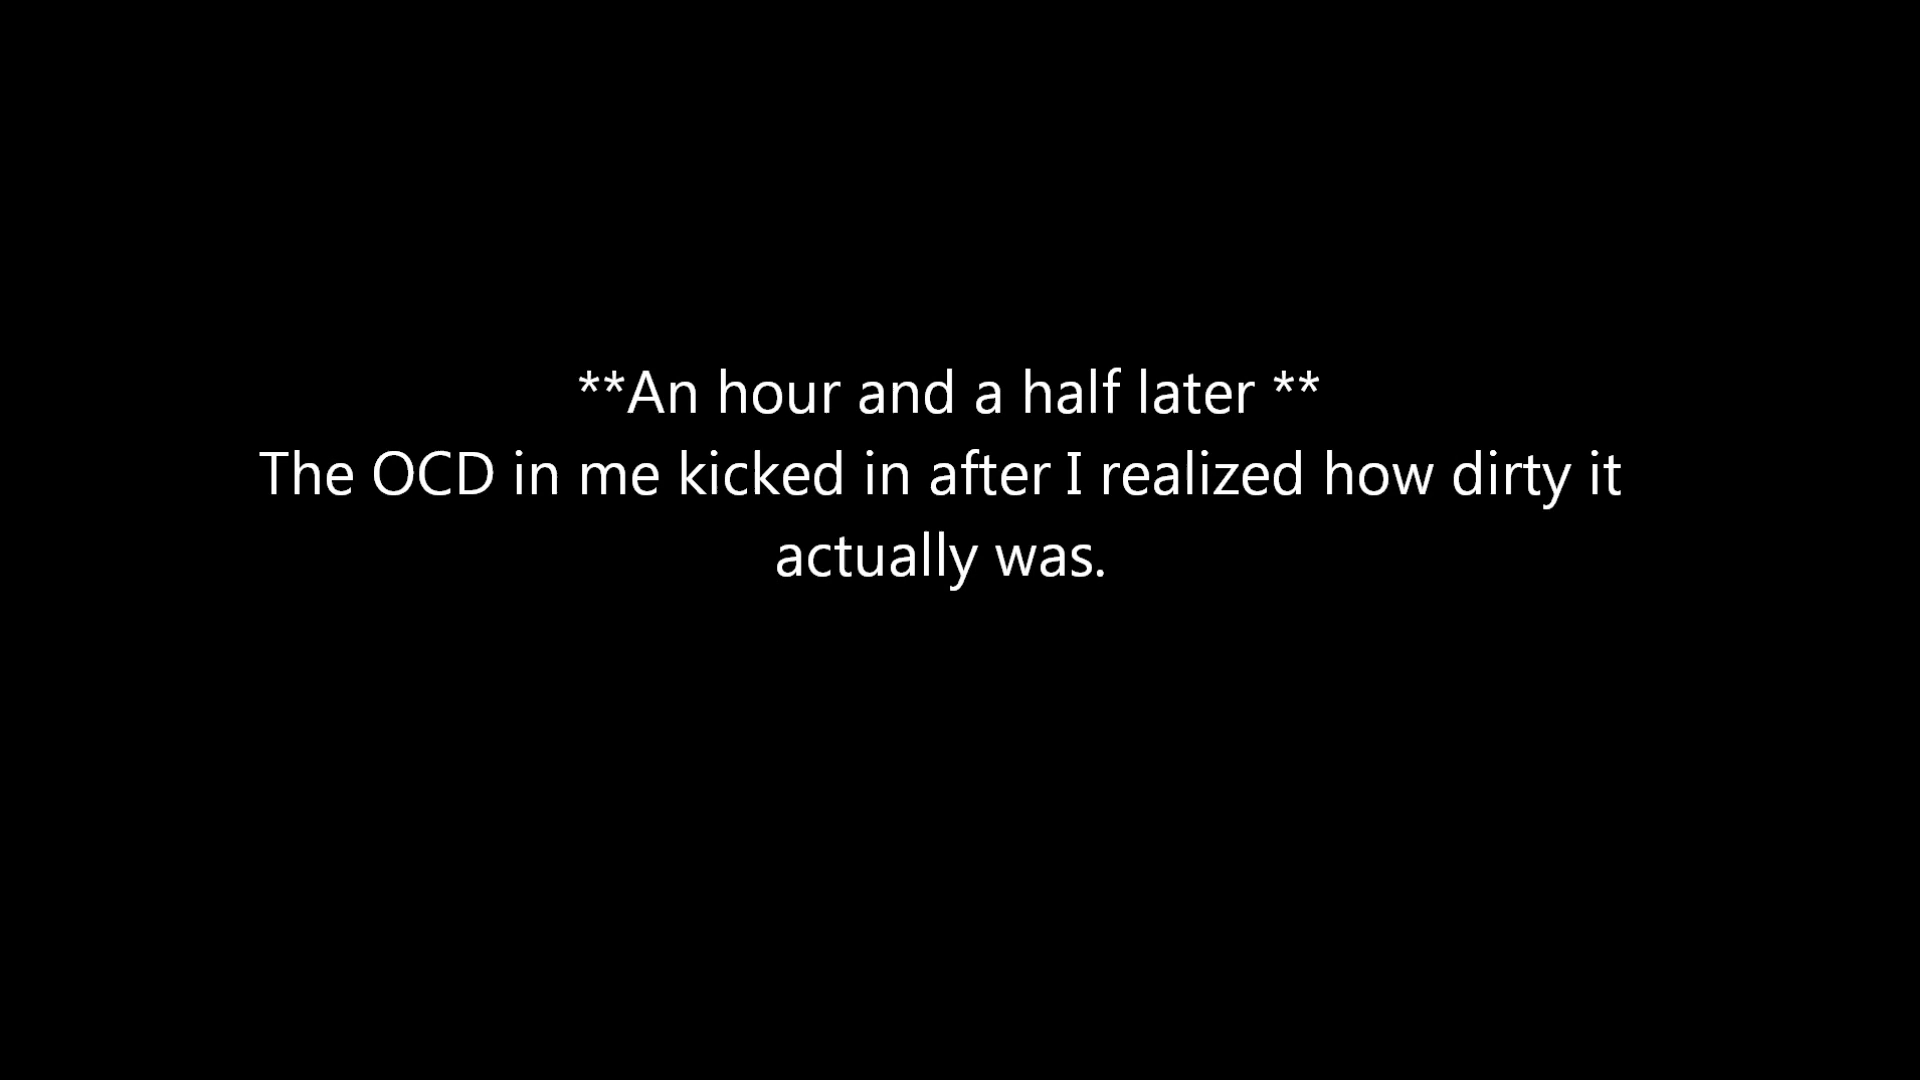 **An hour and a half later **
The OCD in me kicked in after I realized how dirty it
actually was.